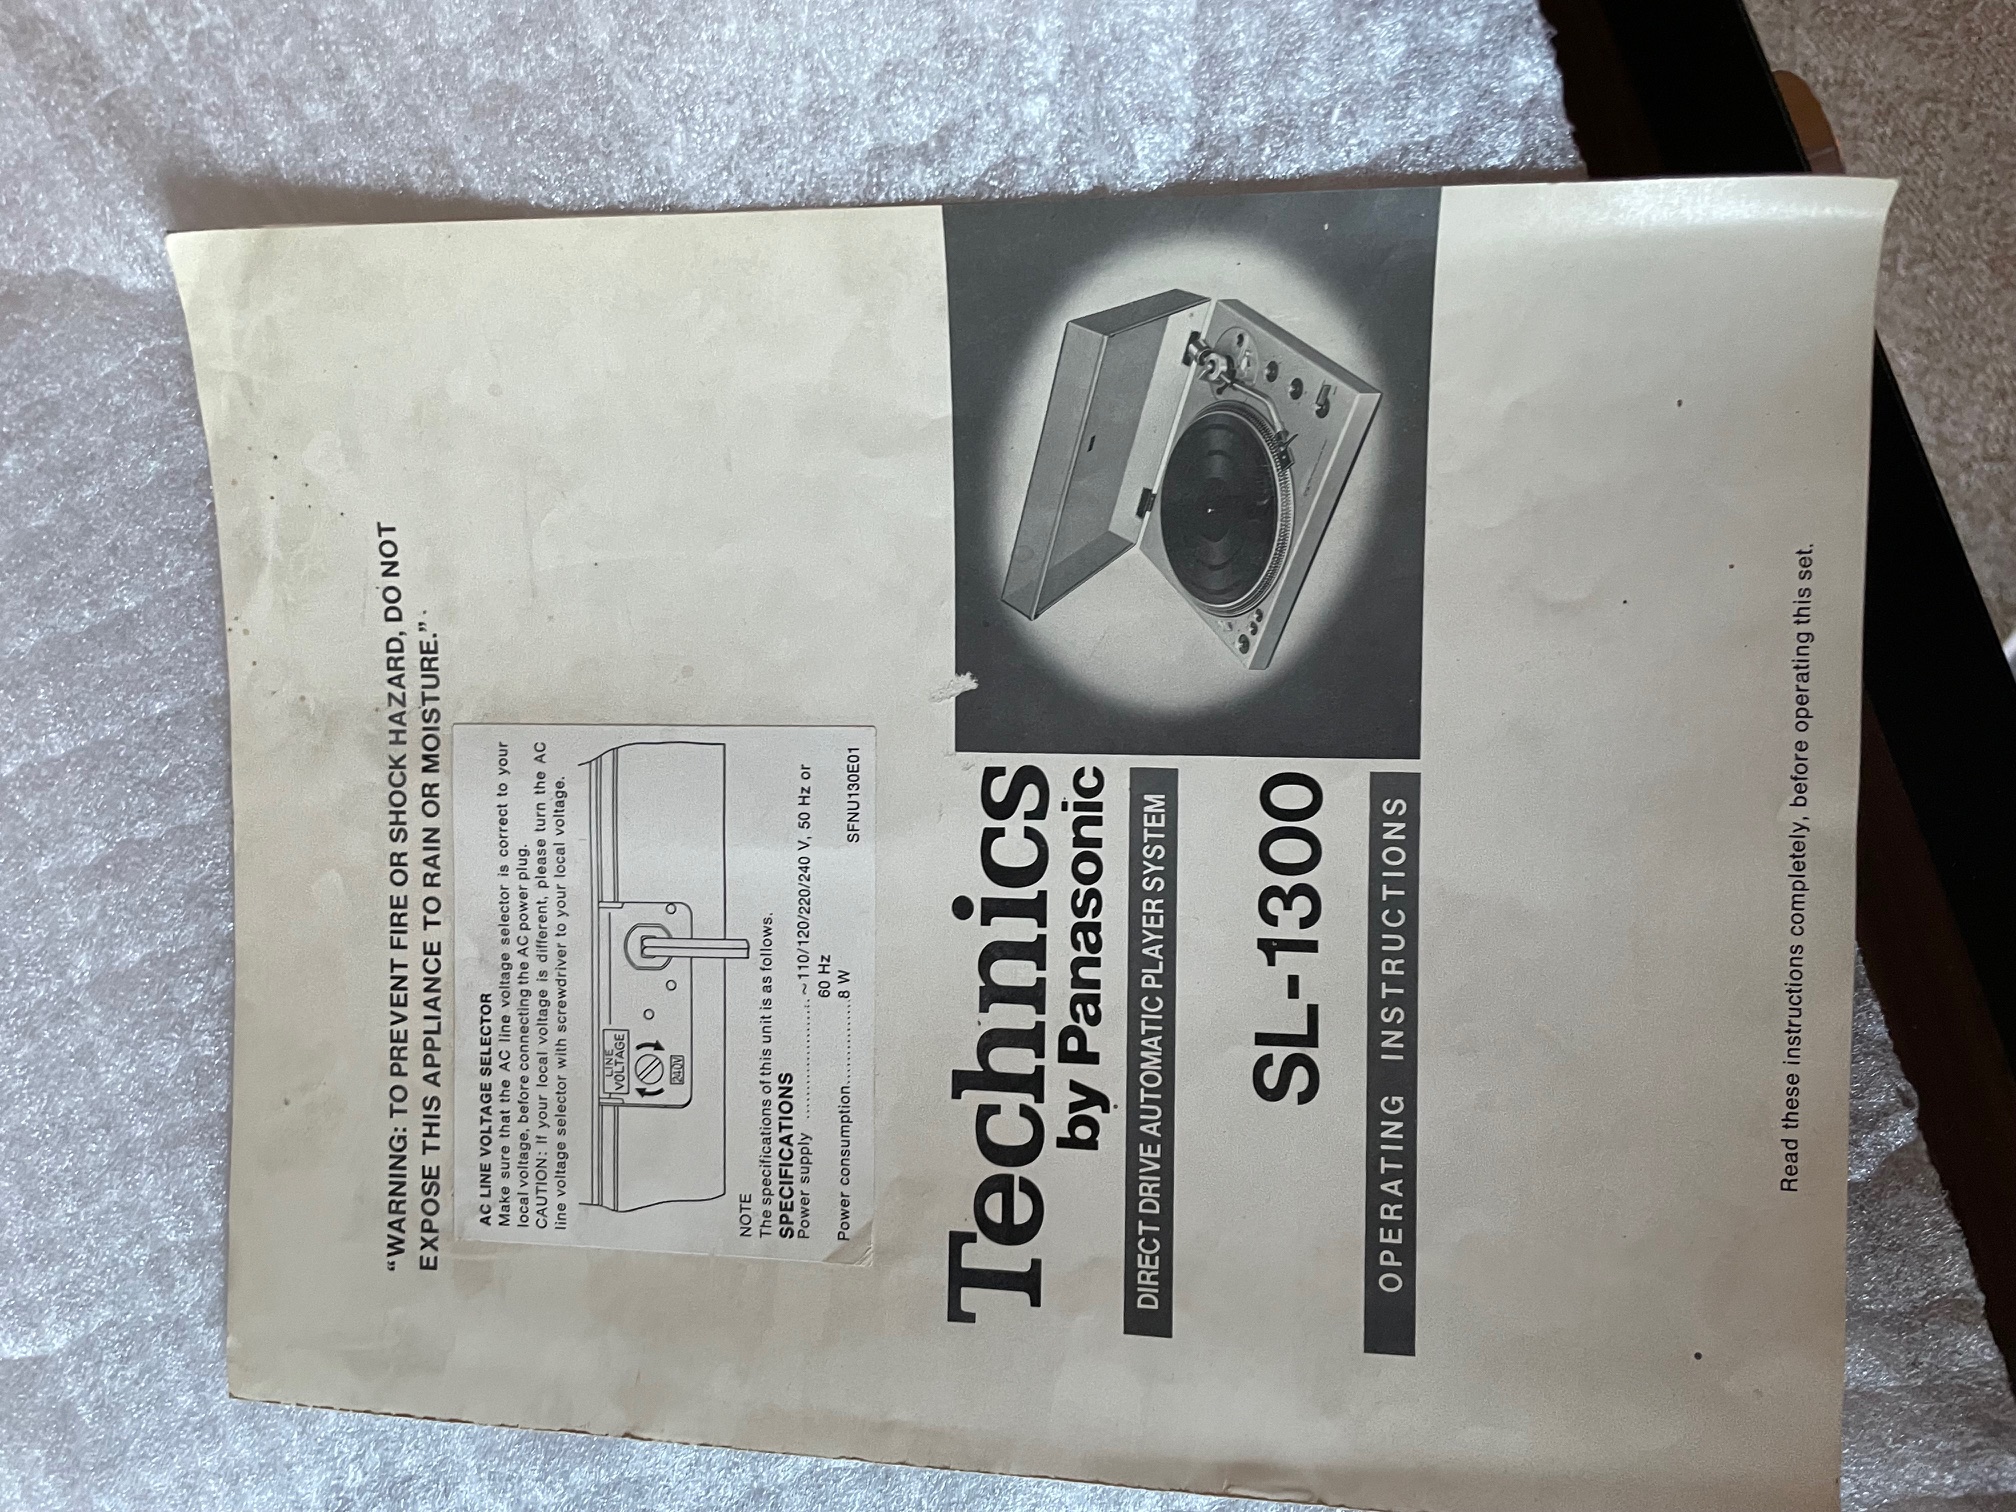 “WARNING: TO PREVENT FIRE OR SHOCK HAZARD, DO NOT
EXPOSE THIS APPLIANCE TO RAIN OR MOISTURE.”.
AC LINE VOLTAGE SELECTOR
Make sure that the AC line voltage selector is correct to your
local voltage, before connecting the AC power plug.
CAUTION: If your local voltage is different, please turn the AC
line voltage selector with screwdriver to your local voltage.
LINE
VOLTAGE
240V
NOTE
The specifications of this unit is as follows.
SPECIFICATIONS
Power supply .................... ~ 110/120/220/240 V, 50 Hz or
60 Hz
Power consumption..............8 W
SFNU130E01
Technics
by Panasonic
DIRECT DRIVE AUTOMATIC PLAYER SYSTEM
SL-1300
OPERATING INSTRUCTIONS
Read these instructions completely, before operating this set.